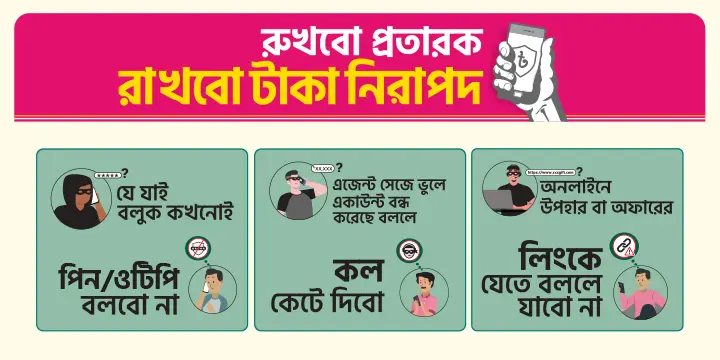 রুখবো প্রতারক
রাখবো টাকা নিরাপদ
*****?
যে যাই
বলুক কখনোই
পিন/ওটিপি
বলবো না
?
এজেন্ট সেজে ভুলে
একাউন্ট বন্ধ
করেছে বললে
কল
কেটে দিবো
?
অনলাইনে
উপহার বা অফারের
লিংকে
যেতে বললে
যাবো না